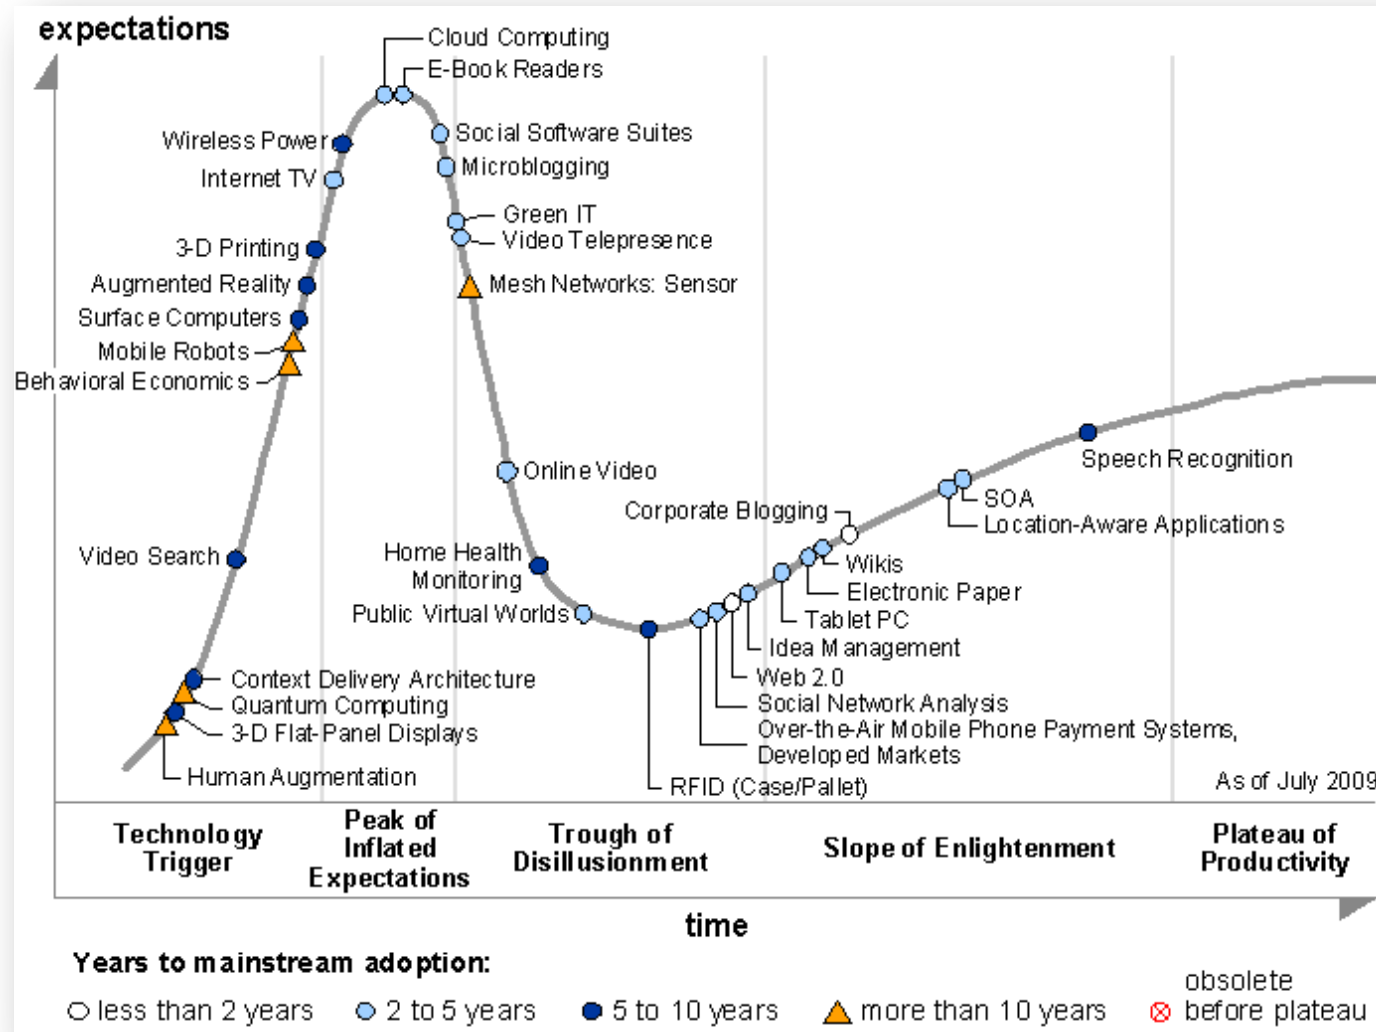 expectations
Cloud Computing
E-Book Readers
Wireless Power
Social Software Suites
Internet TV
Microblogging
Green IT
3-D Printing
Video Telepresence
Augmented Reality
Mesh Networks: Sensor
Surface Computers
Mobile Robots
Behavioral Economics
Online Video
Speech Recognition
Corporate Blogging
SOA
Location-Aware Applications
Video Search
Home Health
Monitoring
Wikis
Electronic Paper
Public Virtual Worlds
Tablet PC
Idea Management
Context Delivery Architecture
Web 2.0
Quantum Computing
Social Network Analysis
3-D Flat-Panel Displays
Over-the-Air Mobile Phone Payment Systems,
Developed Markets
Human Augmentation
RFID (Case/Pallet)
As of July 2009
Technology
Trigger
Peak of
Inflated
Expectations
Trough of
Disillusionment
Slope of Enlightenment
Plateau of
Productivity
time
Years to mainstream adoption:
less than 2 years
2 to 5 years
5 to 10 years
more than 10 years
obsolete
before plateau